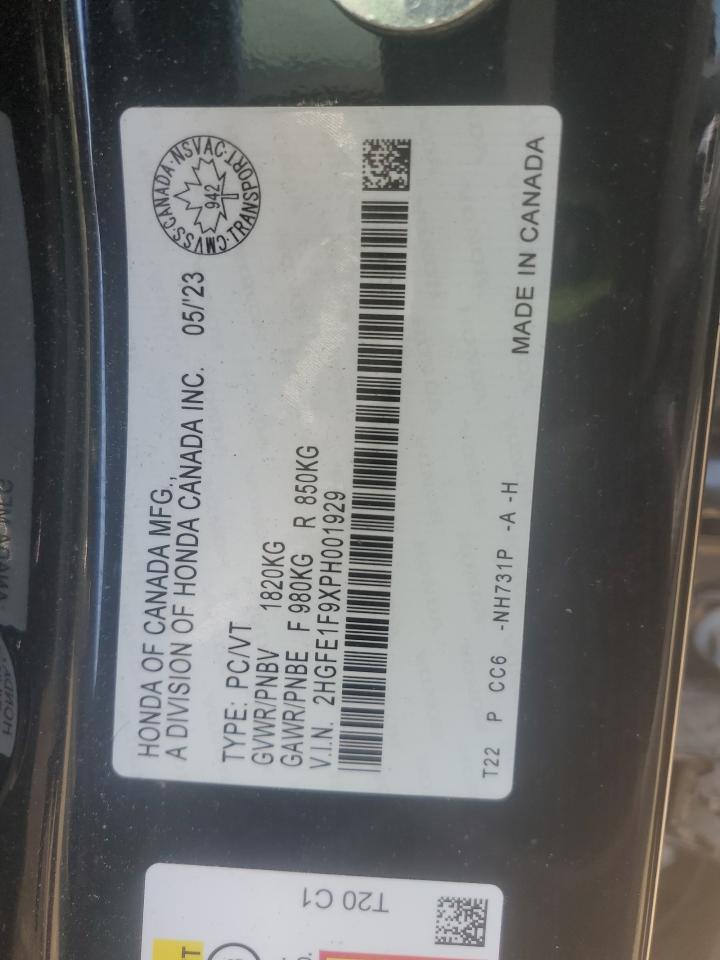 HONDA OF CANADA MFG.,
A DIVISION OF HONDA CANADA INC. 05/'23
CMVSS·CANADA·NSVAC·TRANSPORT
942
TYPE: PC/VT
GVWR/PNBV 1820KG
GAWR/PNBE F 980KG R 850KG
V.I.N. 2HGFE1F9XPH001929
T22 P CC6 -NH731P -A -H
MADE IN CANADA
T20 C1